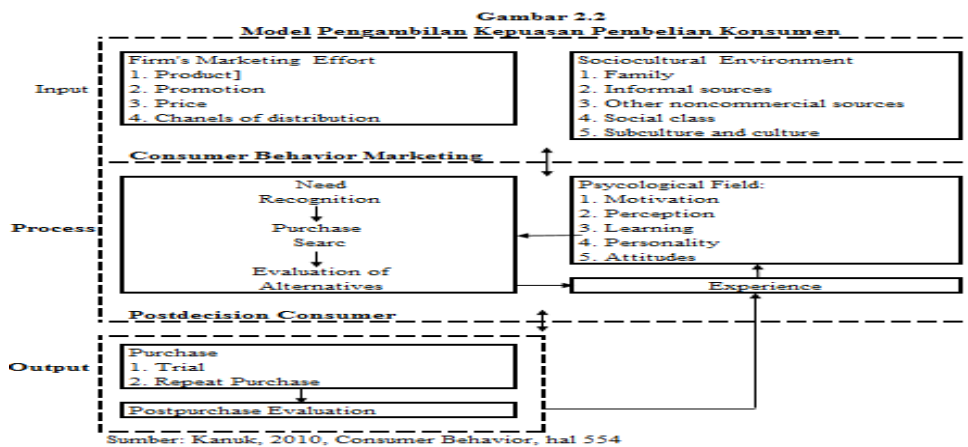 Gambar 2.2
Model Pengambilan Kepuasan Pembelian Konsumen
Input
Firm's Marketing Effort
1. Product]
2. Promotion
3. Price
4. Chanels of distribution
Sociocultural Environment
1. Family
2. Informal sources
3. Other noncommercial sources
4. Social class
5. Subculture and culture
Consumer Behavior Marketing
Process
Need
Recognition
Purchase
Searc
Evaluation of
Alternatives
Psycological Field:
1. Motivation
2. Perception
3. Learning
4. Personality
5. Attitudes
Experience
Postdecision Consumer
Output
Purchase
1. Trial
2. Repeat Purchase
Postpurchase Evaluation
Sumber: Kanuk, 2010, Consumer Behavior, hal 554